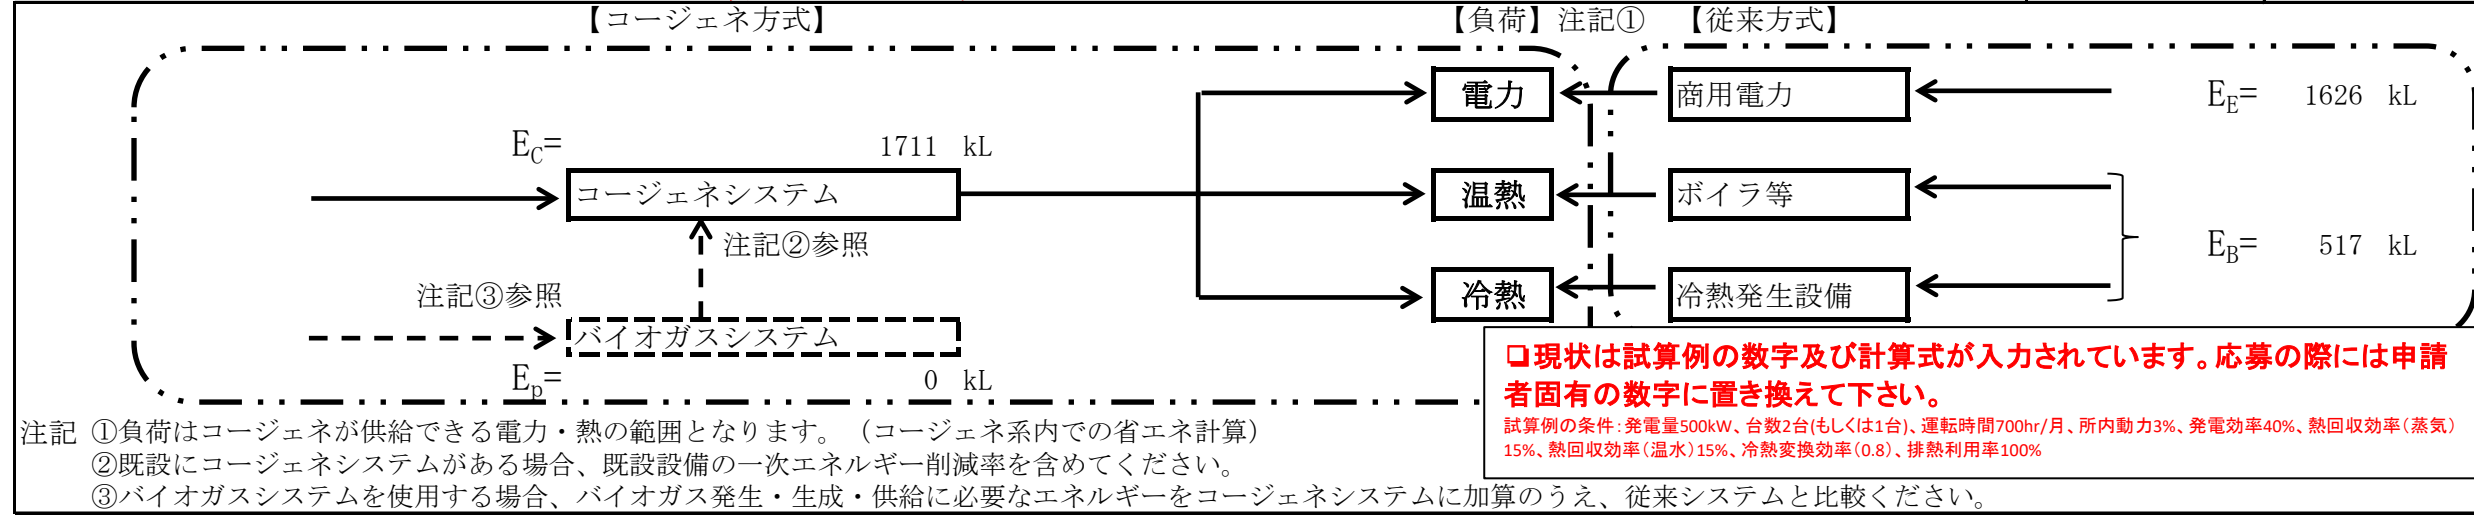 【コージェネ方式】
【負荷】注記① 【従来方式】
電力
商用電力
E_E= 1626 kL
E_C= 1711 kL
コージェネシステム
温熱
ボイラ等
注記②参照
E_B= 517 kL
注記③参照
冷熱
冷熱発生設備
バイオガスシステム
E_p= 0 kL
□現状は試算例の数字及び計算式が入力されています。応募の際には申請
者固有の数字に置き換えて下さい。
試算例の条件:発電量500kW、台数2台(もしくは1台)、運転時間700hr/月、所内動力3%、発電効率40%、熱回収効率(蒸気)
15%、熱回収効率(温水)15%、冷熱変換効率(0.8)、排熱利用率100%
注記 ①負荷はコージェネが供給できる電力・熱の範囲となります。(コージェネ系内での省エネ計算)
②既設にコージェネシステムがある場合、既設設備の一次エネルギー削減率を含めてください。
③バイオガスシステムを使用する場合、バイオガス発生・生成・供給に必要なエネルギーをコージェネシステムに加算のうえ、従来システムと比較ください。